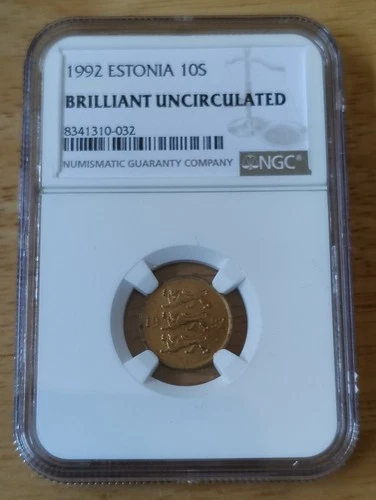 1992 ESTONIA 10S
BRILLIANT UNCIRCULATED
8341310-032
NUMISMATIC GUARANTY COMPANY
NGC®